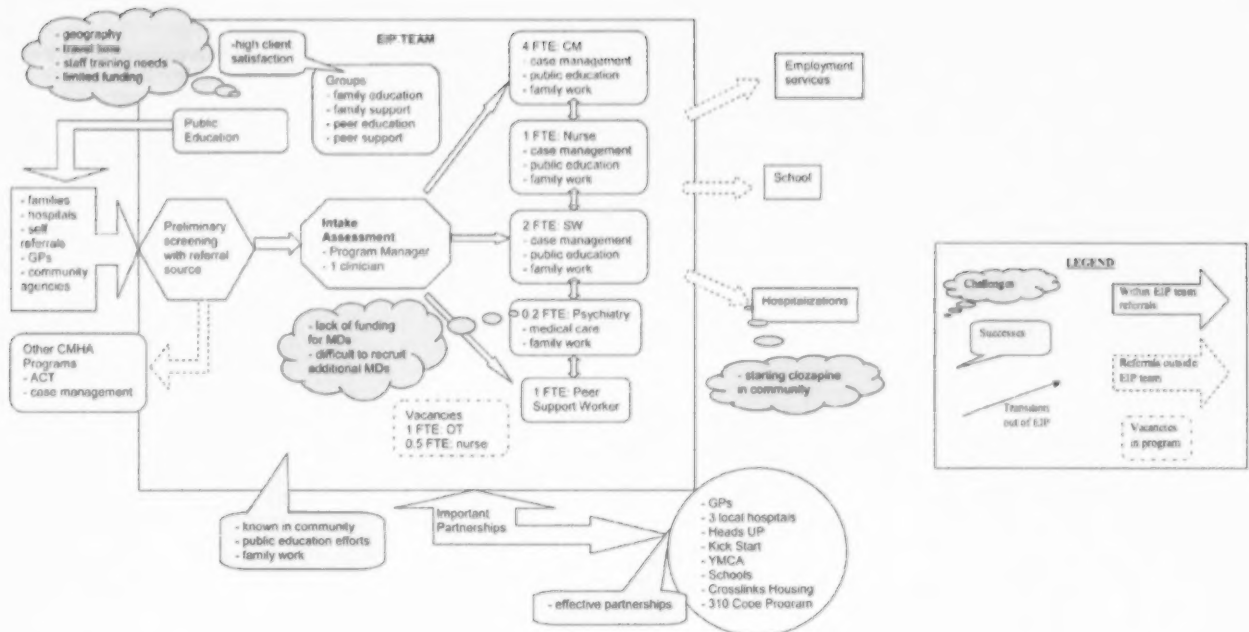 - geography
- travel time
- staff training needs
- limited funding
-high client
satisfaction
EIP TEAM
Groups
- family education
- family support
- peer education
- peer support
Public
Education
4 FTE: CM
- case management
- public education
- family work
1 FTE: Nurse
- case management
- public education
- family work
2 FTE: SW
- case management
- public education
- family work
0.2 FTE: Psychiatry
- medical care
- family work
1 FTE: Peer
Support Worker
- families
- hospitals
- self
referrals
- GPs
- community
agencies
Preliminary
screening
with referral
source
Intake
Assessment
- Program Manager
- 1 clinician
Other CMHA
Programs
- ACT
- case management
- lack of funding
for MDs
- difficult to recruit
additional MDs
Vacancies
1 FTE: OT
0.5 FTE: nurse
Employment
services
School
Hospitalizations
- starting clozapine
in community
- known in community
- public education efforts
- family work
Important
Partnerships
- effective partnerships
- GPs
- 3 local hospitals
- Heads UP
- Kick Start
- YMCA
- Schools
- Crosslinks Housing
- 310 Cope Program
LEGEND
Challenges
Within EIP team
referrals
Successes
Referrals outside
EIP team
Transitions
out of EIP
Vacancies
in program